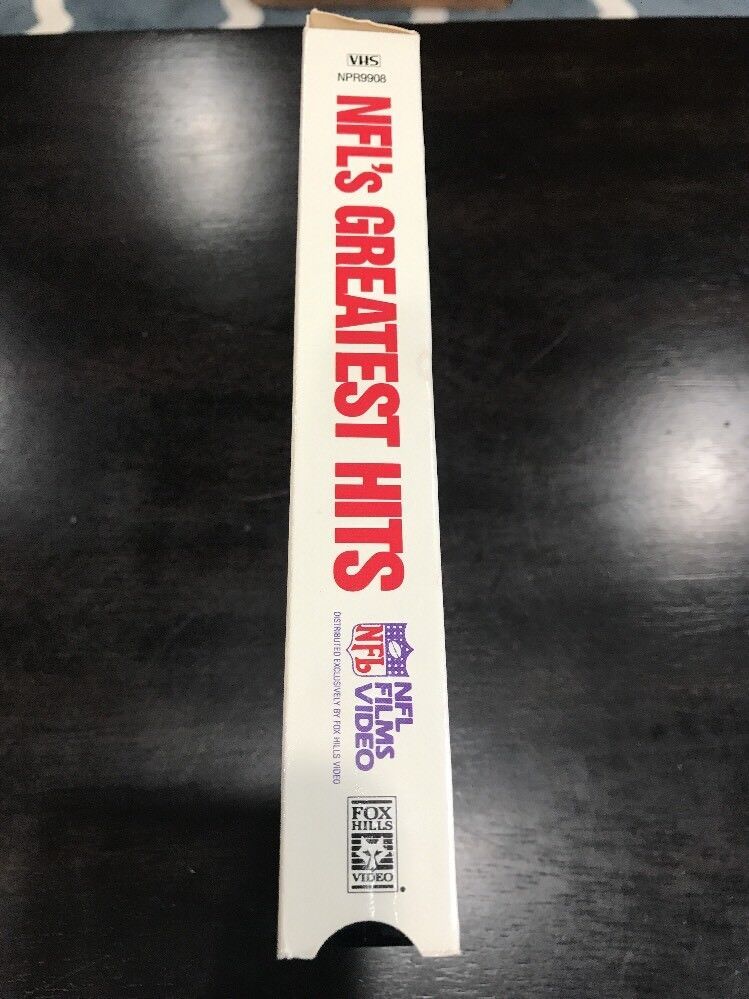 VHS
NPR9908
NFL's GREATEST HITS
NFL
NFL
FILMS
VIDEO
DISTRIBUTED EXCLUSIVELY BY FOX HILLS VIDEO
FOX
HILLS
VIDEO